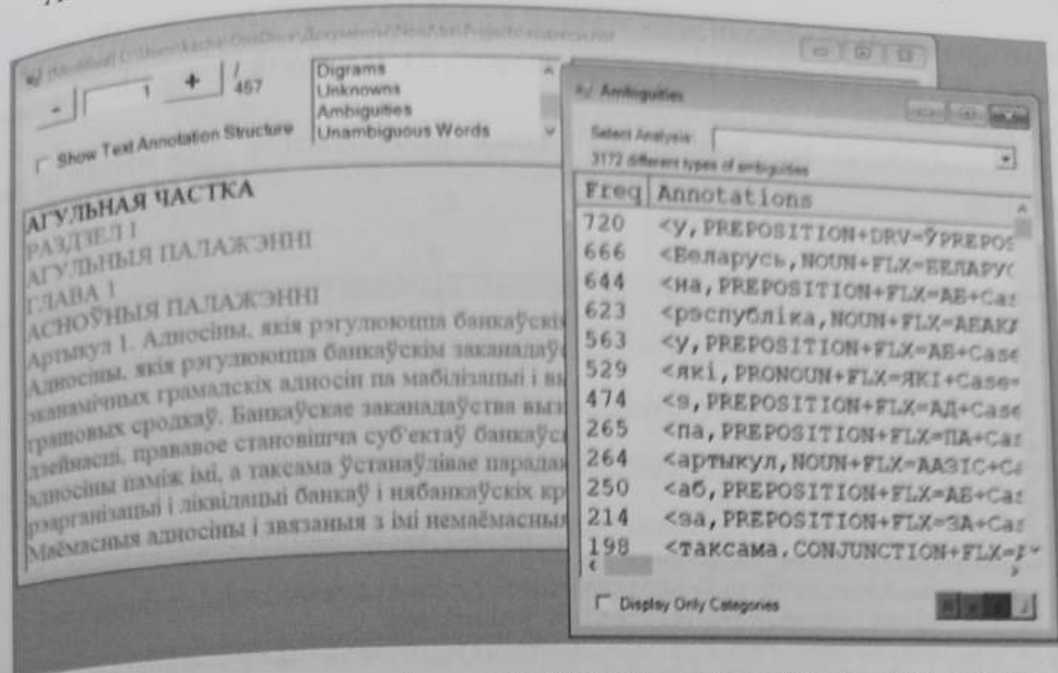 [Modified]
- 1 + / 457
Digrams
Unknowns
Ambiguities
Unambiguous Words
Show Text Annotation Structure
АГУЛЬНАЯ ЧАСТКА
РАЗДЗЕЛ I
АГУЛЬНЫЯ ПАЛАЖЭННІ
ГЛАВА 1
АСНОЎНЫЯ ПАЛАЖЭННІ
Артыкул 1. Адносіны, якія рэгулююцца банкаўскі
Адносіны, якія рэгулююцца банкаўскім заканадаў
эканамічных грамадскіх адносін па мабілізацыі і
грашовых сродкаў. Банкаўскае заканадаўства
дзейнасці, прававое становішча суб'ектаў банкаўс
адносіны паміж імі, а таксама ўстанаўлівае парадак
рэарганізацыі і ліквідацыі банкаў і нябанкаўскіх кр
Маёмасныя адносіны і звязаныя з імі немаёмасныя
Ambiguities
Select Analysis:
3172 different types of ambiguities
Freq Annotations
720 <у,PREPOSITION+DRV=ЎPREPOS
666 <Беларусь,NOUN+FLX=БЕЛАРУС
644 <на,PREPOSITION+FLX=АБ+Cas
623 <рэспубліка,NOUN+FLX=
563 <у,PREPOSITION+FLX=АБ+Case
529 <які,PRONOUN+FLX=ЯКІ+Case=
474 <з,PREPOSITION+FLX=АД+Case
265 <па,PREPOSITION+FLX=ПА+Cas
264 <артыкул,NOUN+FLX=
250 <аб,PREPOSITION+FLX=АБ+Cas
214 <за,PREPOSITION+FLX=ЗА+Cas
198 <таксама,CONJUNCTION+FLX=
Display Only Categories